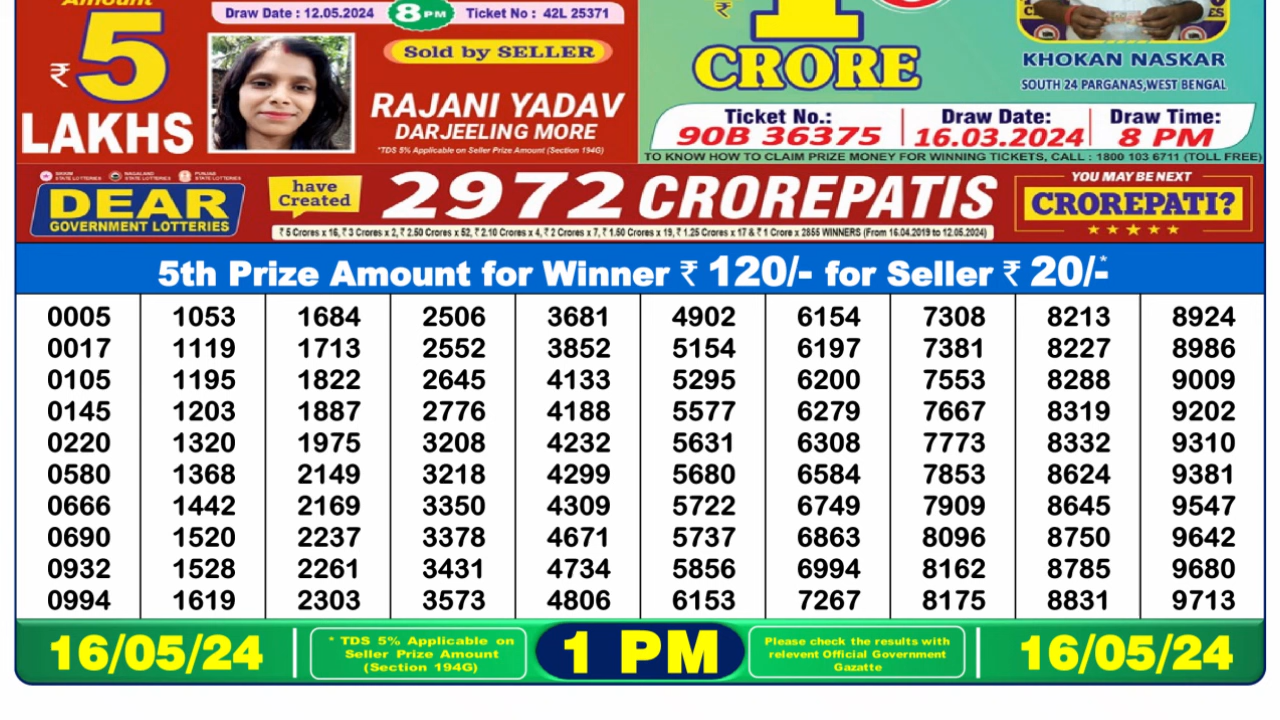 Amount
₹ 5
LAKHS
Draw Date : 12.05.2024 8PM Ticket No : 42L 25371
Sold by SELLER
RAJANI YADAV
DARJEELING MORE
*TDS 5% Applicable on Seller Prize Amount (Section 194G)
₹ 1
CRORE
KHOKAN NASKAR
SOUTH 24 PARGANAS,WEST BENGAL
Ticket No.: Draw Date: Draw Time:
90B 36375 16.03.2024 8 PM
TO KNOW HOW TO CLAIM PRIZE MONEY FOR WINNING TICKETS, CALL : 1800 103 6711 (TOLL FREE)
SIKKIM STATE LOTTERIES NAGALAND STATE LOTTERIES PUNJAB STATE LOTTERIES
DEAR
GOVERNMENT LOTTERIES
have
Created
2972 CROREPATIS
₹ 5 Crores x 16, ₹ 3 Crores x 2, ₹ 2.50 Crores x 52, ₹ 2.10 Crores x 4, ₹ 2 Crores x 7, ₹ 1.50 Crores x 19, ₹ 1.25 Crores x 17 & ₹ 1 Crore x 2855 WINNERS (From 16.04.2019 to 12.05.2024)
YOU MAY BE NEXT
CROREPATI?
5th Prize Amount for Winner ₹ 120/- for Seller ₹ 20/-*
0005 1053 1684 2506 3681 4902 6154 7308 8213 8924
0017 1119 1713 2552 3852 5154 6197 7381 8227 8986
0105 1195 1822 2645 4133 5295 6200 7553 8288 9009
0145 1203 1887 2776 4188 5577 6279 7667 8319 9202
0220 1320 1975 3208 4232 5631 6308 7773 8332 9310
0580 1368 2149 3218 4299 5680 6584 7853 8624 9381
0666 1442 2169 3350 4309 5722 6749 7909 8645 9547
0690 1520 2237 3378 4671 5737 6863 8096 8750 9642
0932 1528 2261 3431 4734 5856 6994 8162 8785 9680
0994 1619 2303 3573 4806 6153 7267 8175 8831 9713
16/05/24
* TDS 5% Applicable on
Seller Prize Amount
(Section 194G)
1 PM
Please check the results with
relevent Official Government
Gazatte
16/05/24